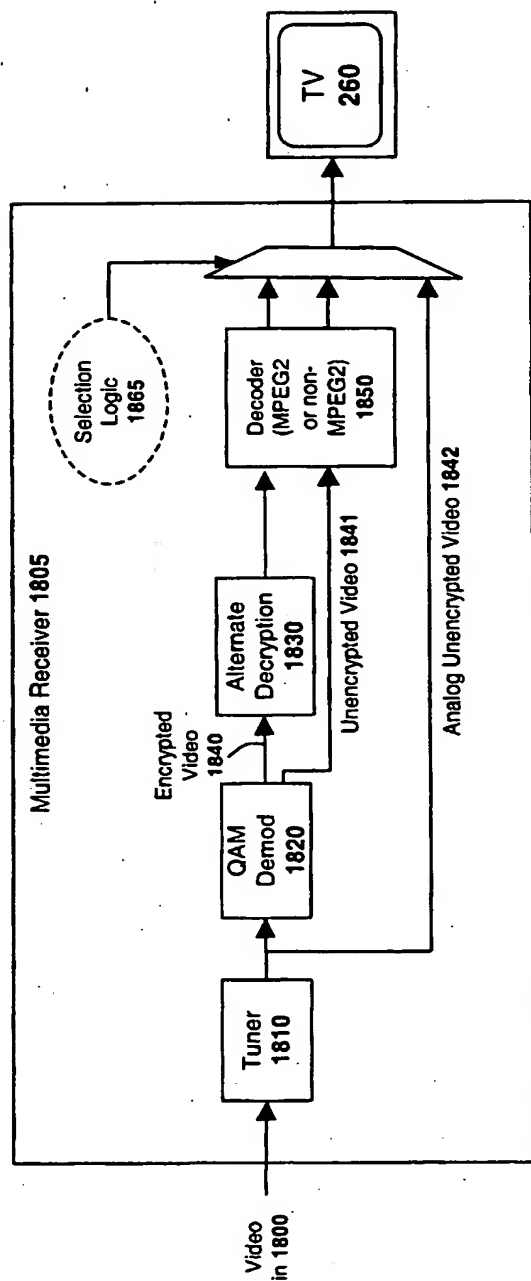 Multimedia Receiver 1805
Video
in 1800
Tuner
1810
QAM
Demod
1820
Encrypted
Video
1840
Alternate
Decryption
1830
Unencrypted Video 1841
Analog Unencrypted Video 1842
Decoder
(MPEG2
or non-
MPEG2)
1850
Selection
Logic
1865
TV
260